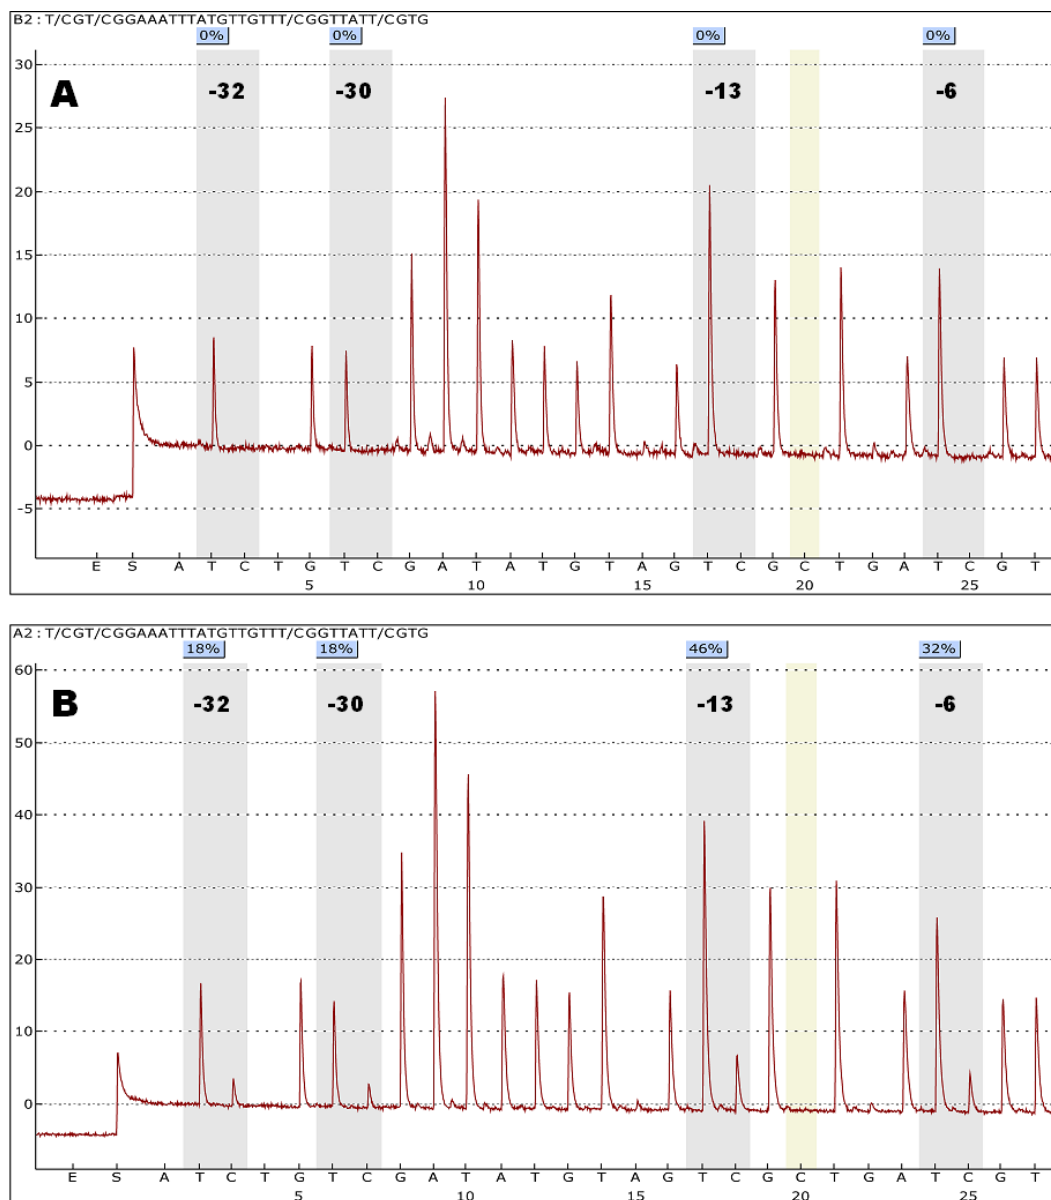 B2 : T/CGT/CGGAAATTTATGTTGTTT/CGGTTATT/CGTG
0% 0% 0% 0%
A -32 -30 -13 -6
30
25
20
15
10
5
0
-5
E S A T C T G T C G A T A T G T A G T C G C T G A T C G T
5 10 15 20 25
A2 : T/CGT/CGGAAATTTATGTTGTTT/CGGTTATT/CGTG
18% 18% 46% 32%
B -32 -30 -13 -6
60
50
40
30
20
10
0
E S A T C T G T C G A T A T G T A G T C G C T G A T C G T
5 10 15 20 25